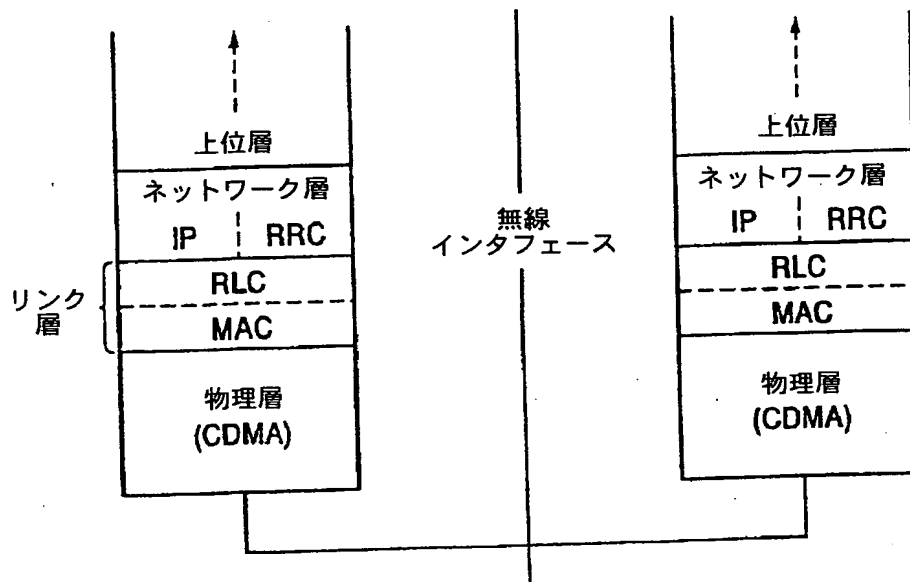 上位層
ネットワーク層
IP
RRC
リンク
層
RLC
MAC
物理層
(CDMA)
無線
インタフェース
上位層
ネットワーク層
IP
RRC
RLC
MAC
物理層
(CDMA)